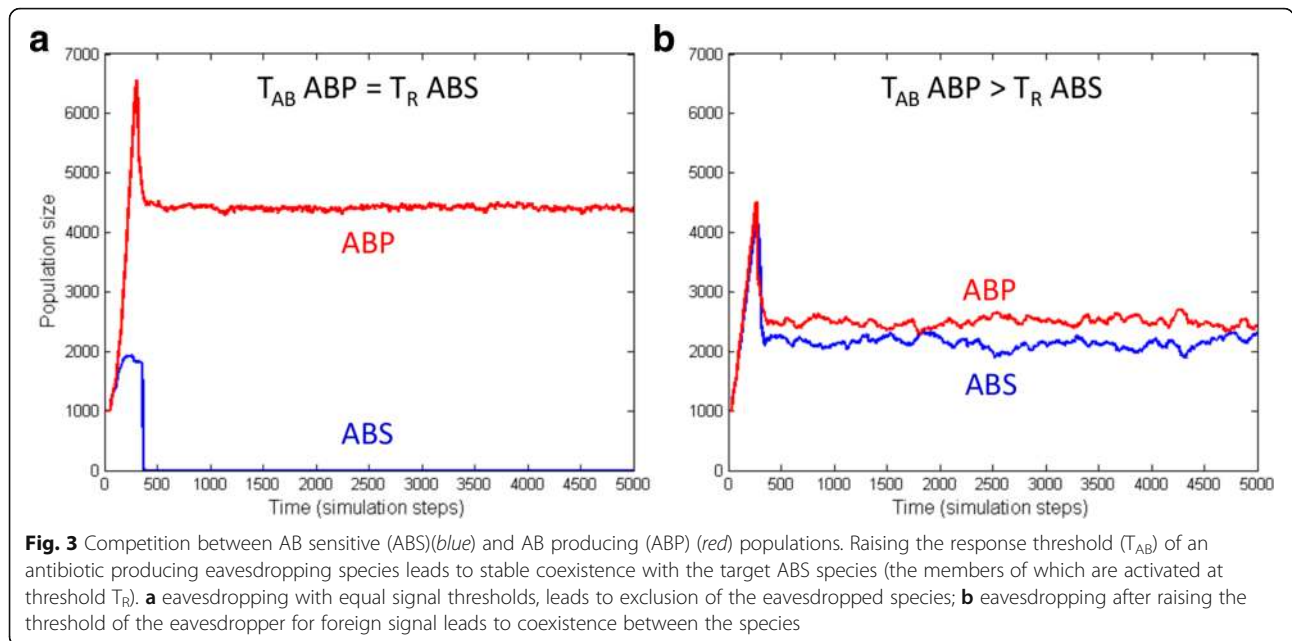 a
b
T_AB ABP = T_R ABS
T_AB ABP > T_R ABS
7000
6000
5000
4000
3000
2000
1000
0
Population size
ABP
ABS
0 500 1000 1500 2000 2500 3000 3500 4000 4500 5000
Time (simulation steps)
7000
6000
5000
4000
3000
2000
1000
0
ABP
ABS
0 500 1000 1500 2000 2500 3000 3500 4000 4500 5000
Time (simulation steps)
Fig. 3 Competition between AB sensitive (ABS)(blue) and AB producing (ABP) (red) populations. Raising the response threshold (T_AB) of an
antibiotic producing eavesdropping species leads to stable coexistence with the target ABS species (the members of which are activated at
threshold T_R). a eavesdropping with equal signal thresholds, leads to exclusion of the eavesdropped species; b eavesdropping after raising the
threshold of the eavesdropper for foreign signal leads to coexistence between the species